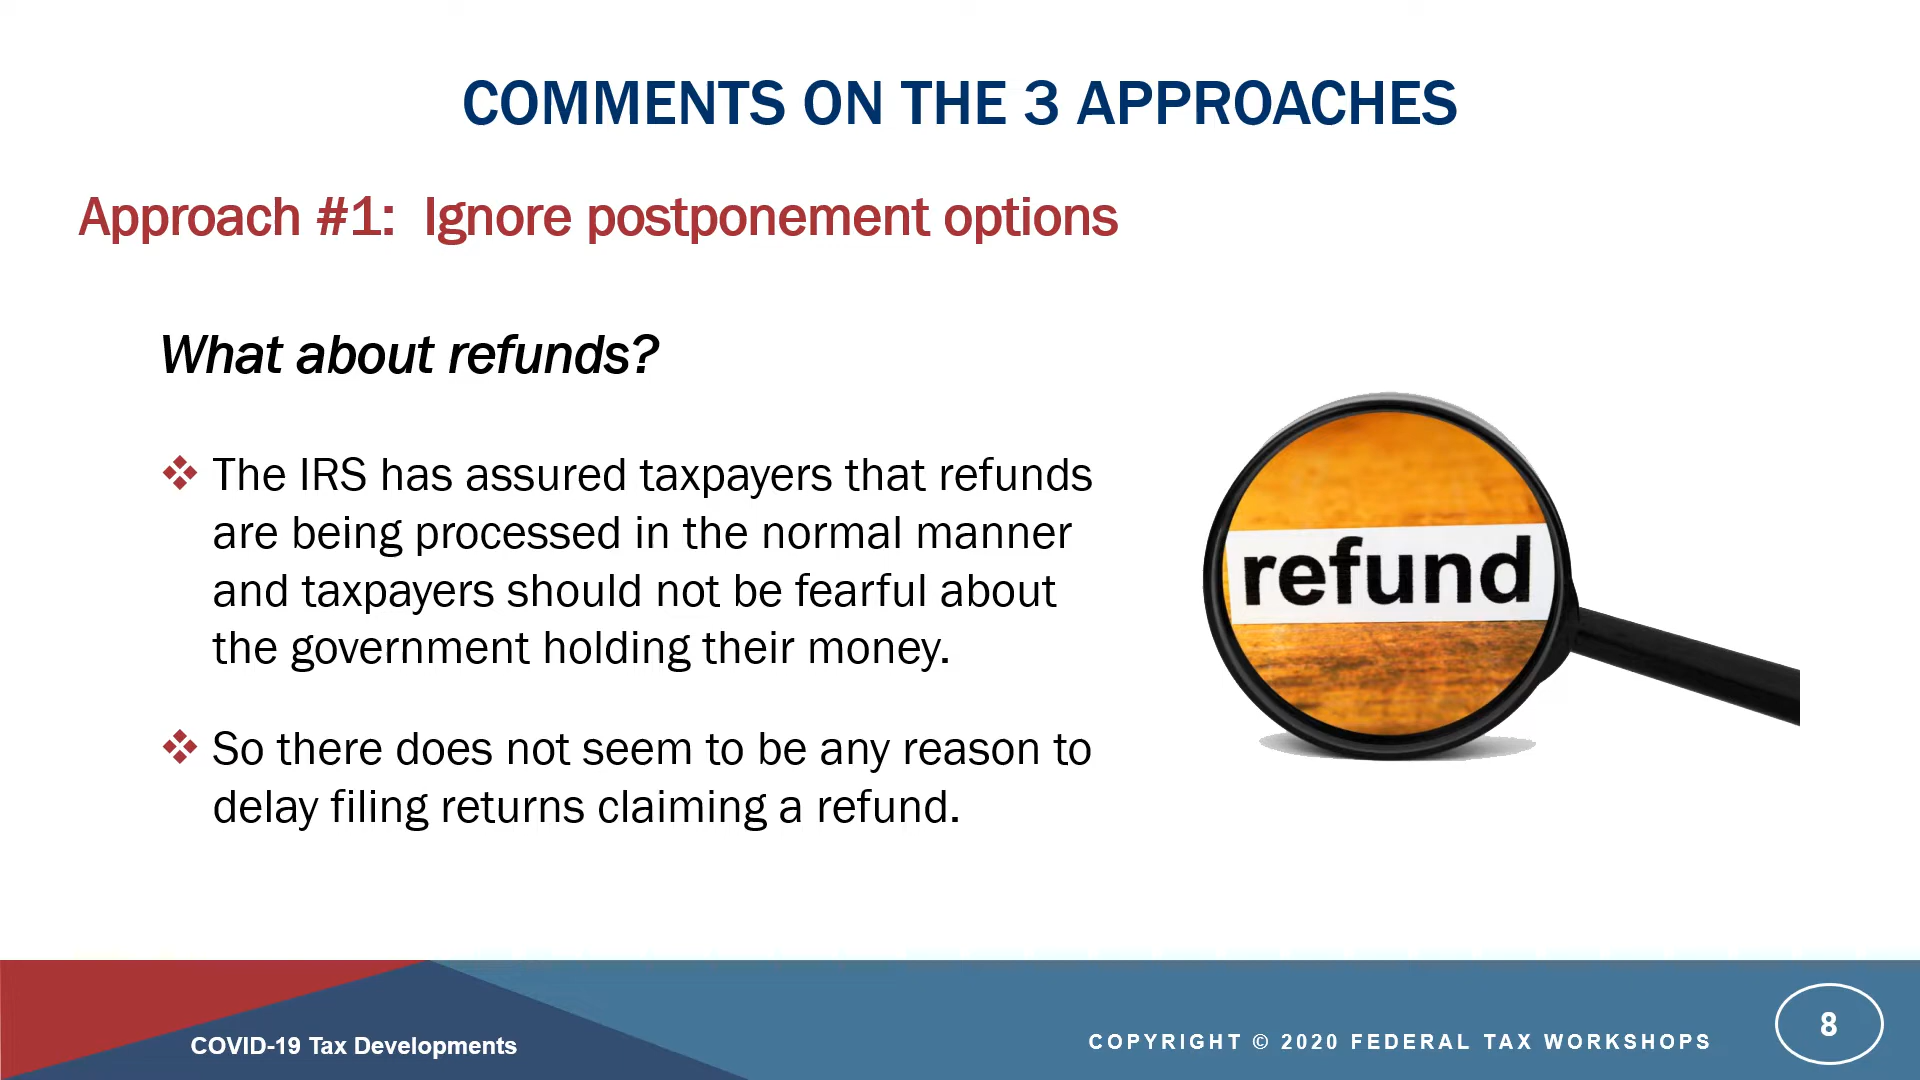 COMMENTS ON THE 3 APPROACHES
Approach #1:  Ignore postponement options
What about refunds?
The IRS has assured taxpayers that refunds
are being processed in the normal manner
and taxpayers should not be fearful about
the government holding their money.
So there does not seem to be any reason to
delay filing returns claiming a refund.
refund
COVID-19 Tax Developments
COPYRIGHT © 2020 FEDERAL TAX WORKSHOPS
8